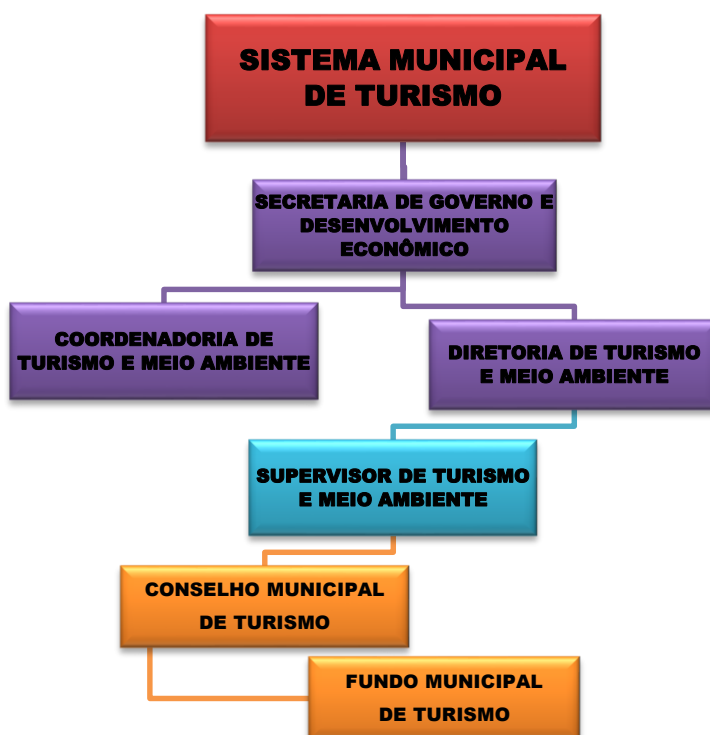 SISTEMA MUNICIPAL
DE TURISMO
SECRETARIA DE GOVERNO E
DESENVOLVIMENTO
ECONÔMICO
COORDENADORIA DE
TURISMO E MEIO AMBIENTE
DIRETORIA DE TURISMO
E MEIO AMBIENTE
SUPERVISOR DE TURISMO
E MEIO AMBIENTE
CONSELHO MUNICIPAL
DE TURISMO
FUNDO MUNICIPAL
DE TURISMO